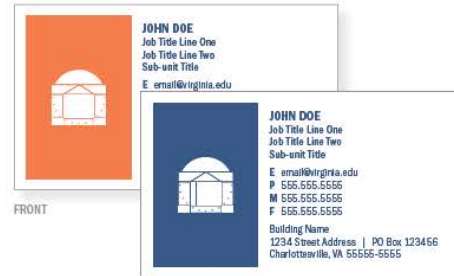 JOHN DOE
Job Title Line One
Job Title Line Two
Sub-unit Title
E email@virginia.edu
FRONT
JOHN DOE
Job Title Line One
Job Title Line Two
Sub-unit Title
E email@virginia.edu
P 555.555.5555
M 555.555.5555
F 555.555.5555
Building Name
1234 Street Address | PO Box 123456
Charlottesville, VA 55555-5555